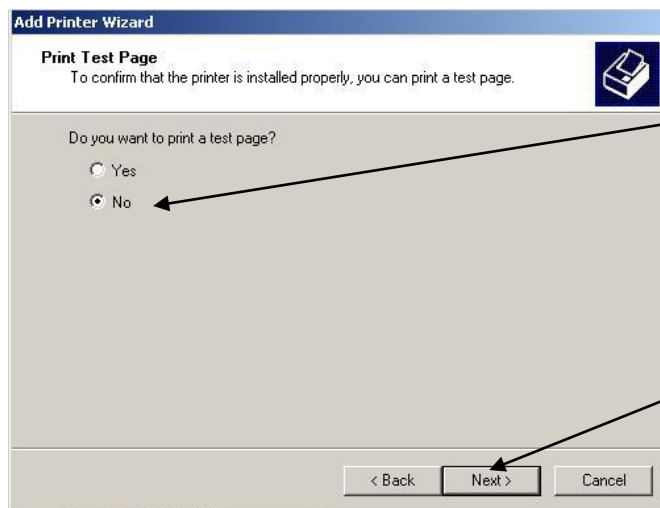 Add Printer Wizard
Print Test Page
To confirm that the printer is installed properly, you can print a test page.
Do you want to print a test page?
Yes
No
< Back Next > Cancel